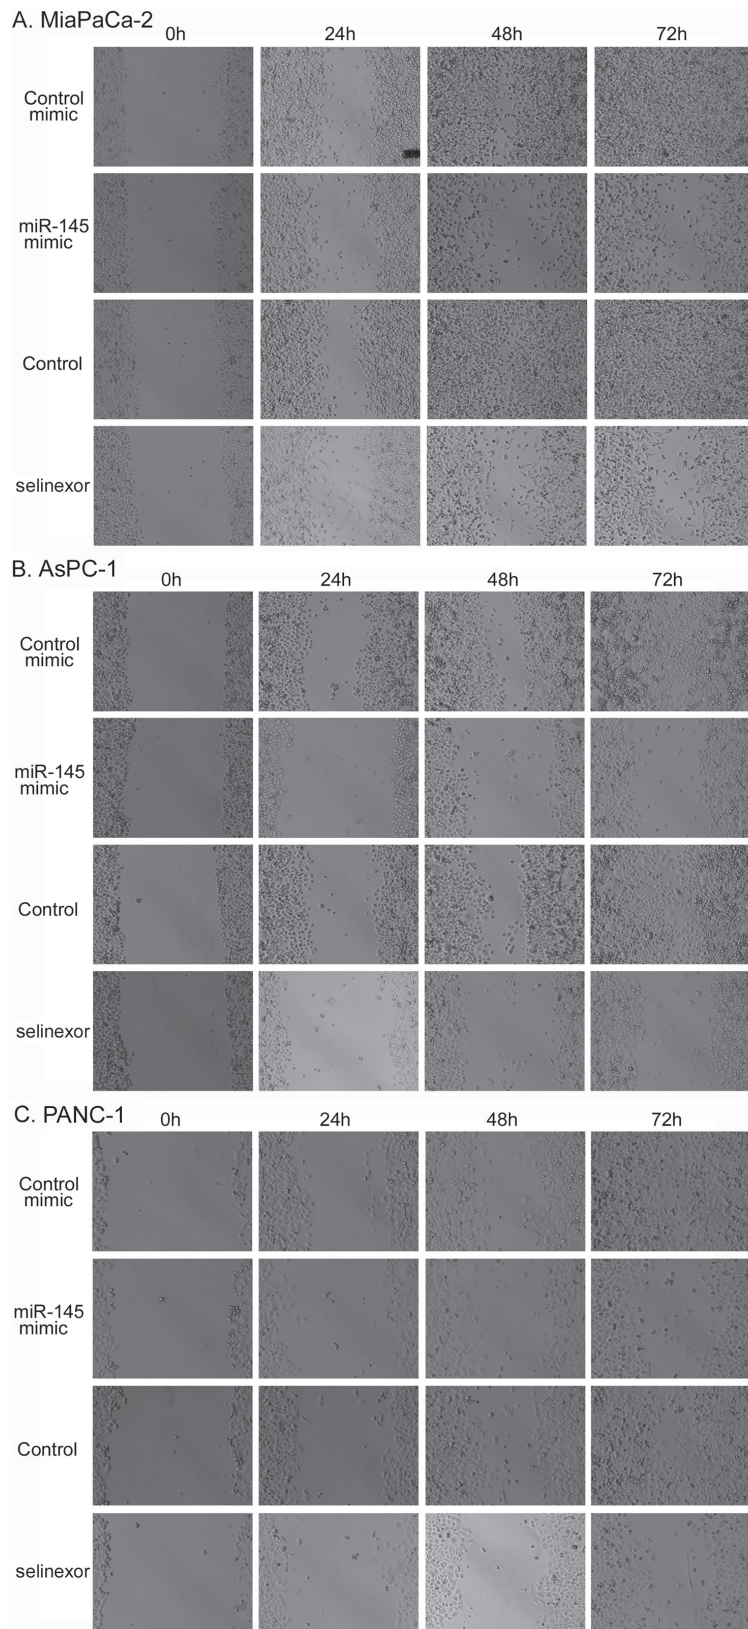 A. MiaPaCa-2
0h 24h 48h 72h
Control
mimic
miR-145
mimic
Control
selinexor
B. AsPC-1
0h 24h 48h 72h
Control
mimic
miR-145
mimic
Control
selinexor
C. PANC-1
0h 24h 48h 72h
Control
mimic
miR-145
mimic
Control
selinexor